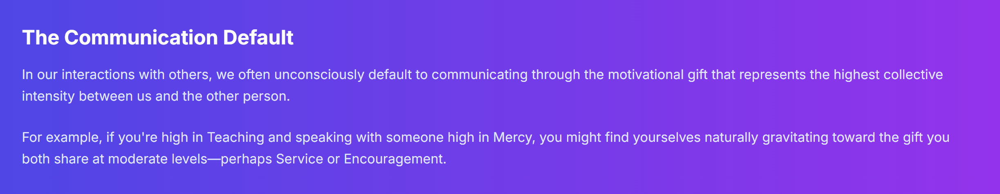 The Communication Default
In our interactions with others, we often unconsciously default to communicating through the motivational gift that represents the highest collective
intensity between us and the other person.
For example, if you're high in Teaching and speaking with someone high in Mercy, you might find yourselves naturally gravitating toward the gift you
both share at moderate levels—perhaps Service or Encouragement.